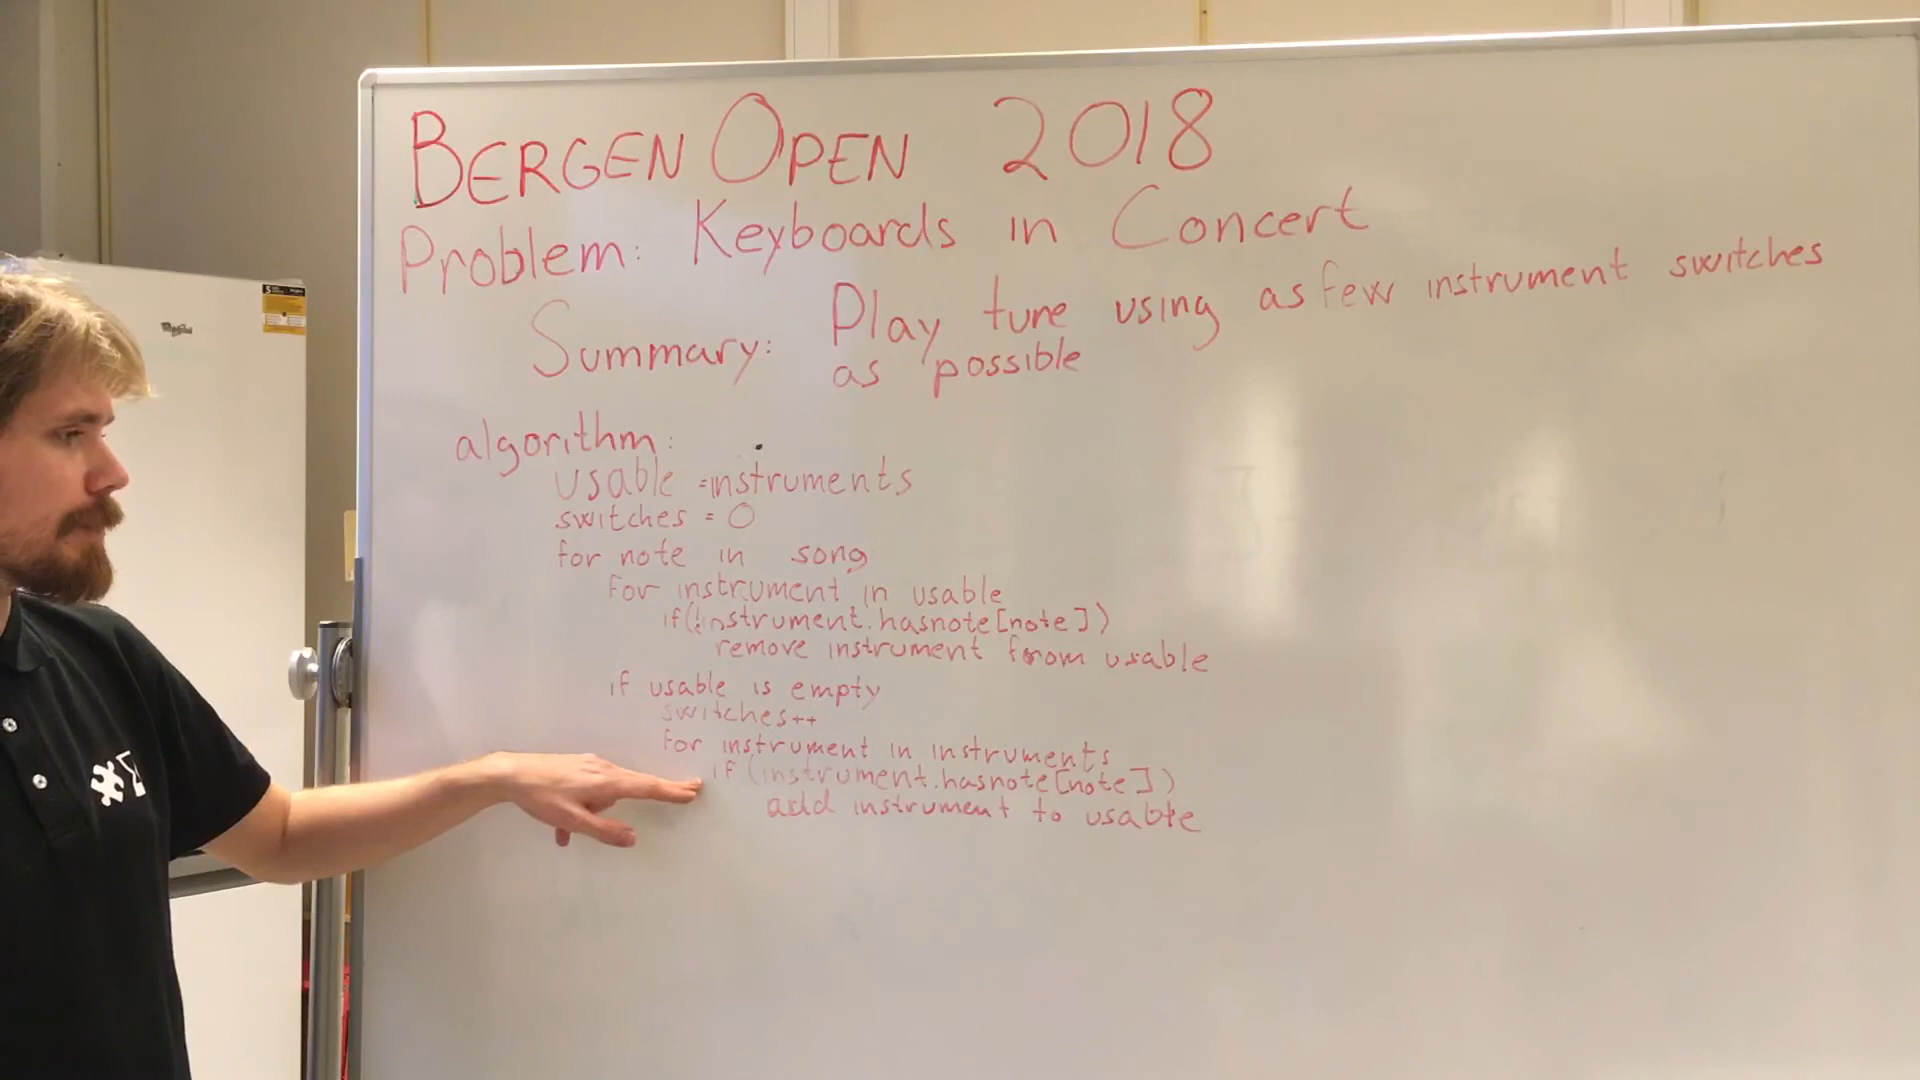 BERGEN OPEN 2018
Problem: Keyboards in Concert
Summary: Play tune using as few instrument switches
as possible
algorithm:
usable = instruments
switches = 0
for note in song
for instrument in usable
if(!instrument.hasnote[note])
remove instrument from usable
if usable is empty
switches++
for instrument in instruments
if (instrument.hasnote[note])
add instrument to usable